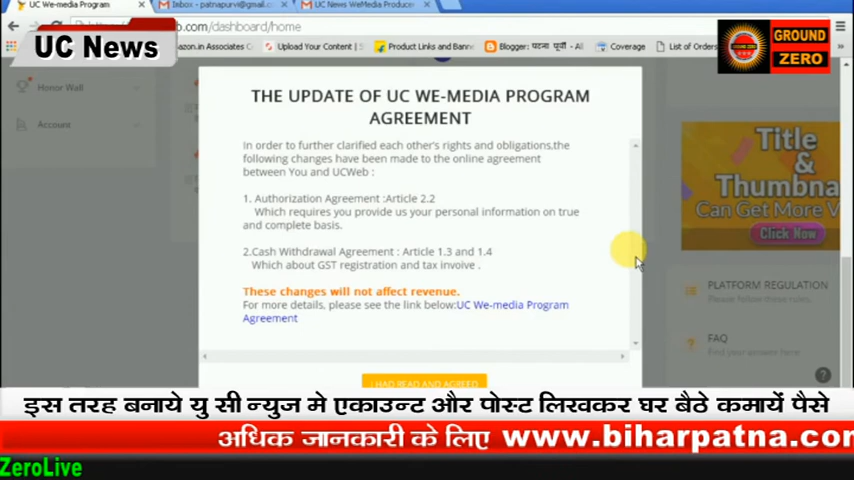 UC We-media Program
Inbox - patnapurvi@gmail.c
UC News WeMedia Produce
b.com/dashboard/home
azon.in Associates C
Upload Your Content | S
Product Links and Bann
Blogger: पटना पूर्वी - All
Coverage
List of Orders
UC News
GROUND
ZERO
Honor Wall
Account
THE UPDATE OF UC WE-MEDIA PROGRAM
AGREEMENT
In order to further clarified each other's rights and obligations,the
following changes have been made to the online agreement
between You and UCWeb :
1. Authorization Agreement :Article 2.2
Which requires you provide us your personal information on true
and complete basis.
2.Cash Withdrawal Agreement : Article 1.3 and 1.4
Which about GST registration and tax involve .
These changes will not affect revenue.
For more details, please see the link below:UC We-media Program
Agreement
I HAD READ AND AGREED
Title &
Thumbna
Can Get More V
Click Now
PLATFORM REGULATION
Please follow these rules.
FAQ
Find your answer here
इस तरह बनाये यु सी न्युज मे एकाउन्ट और पोस्ट लिखकर घर बैठे कमायें पैसे
अधिक जानकारी के लिए www.biharpatna.com
ZeroLive